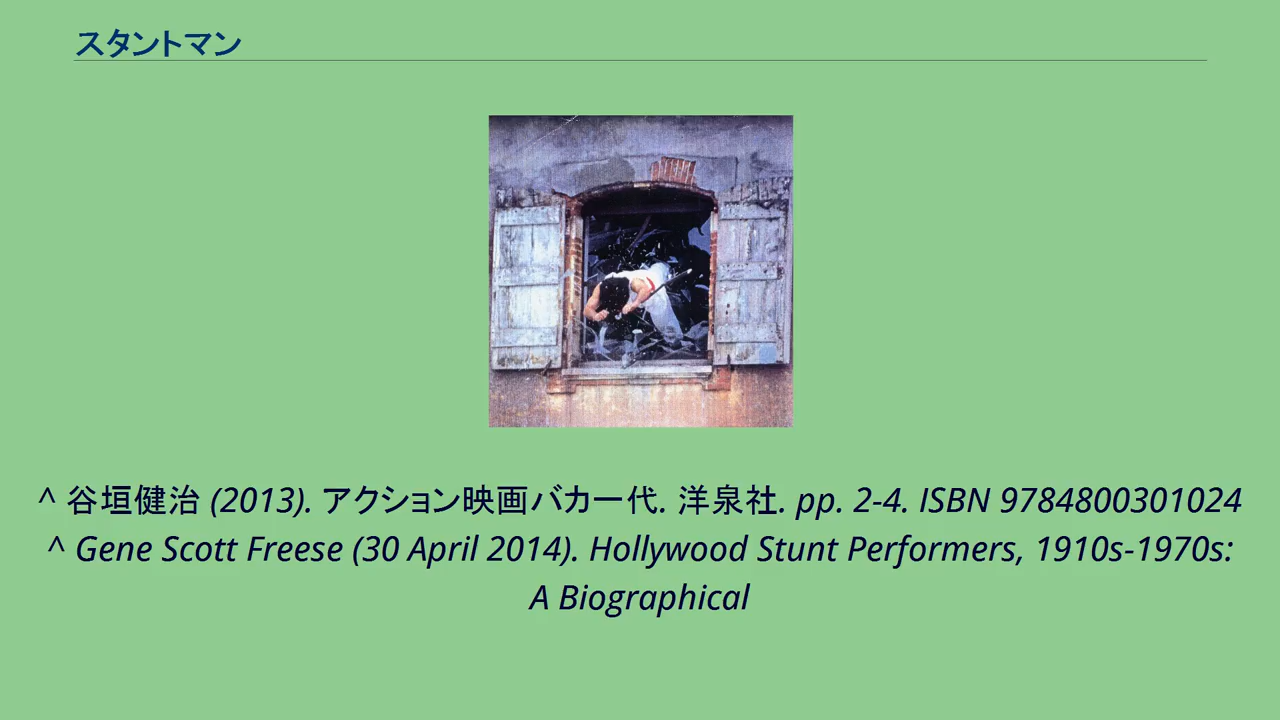 スタントマン
^ 谷垣健治 (2013). アクション映画バカ一代. 洋泉社. pp. 2-4. ISBN 9784800301024
^ Gene Scott Freese (30 April 2014). Hollywood Stunt Performers, 1910s-1970s:
A Biographical